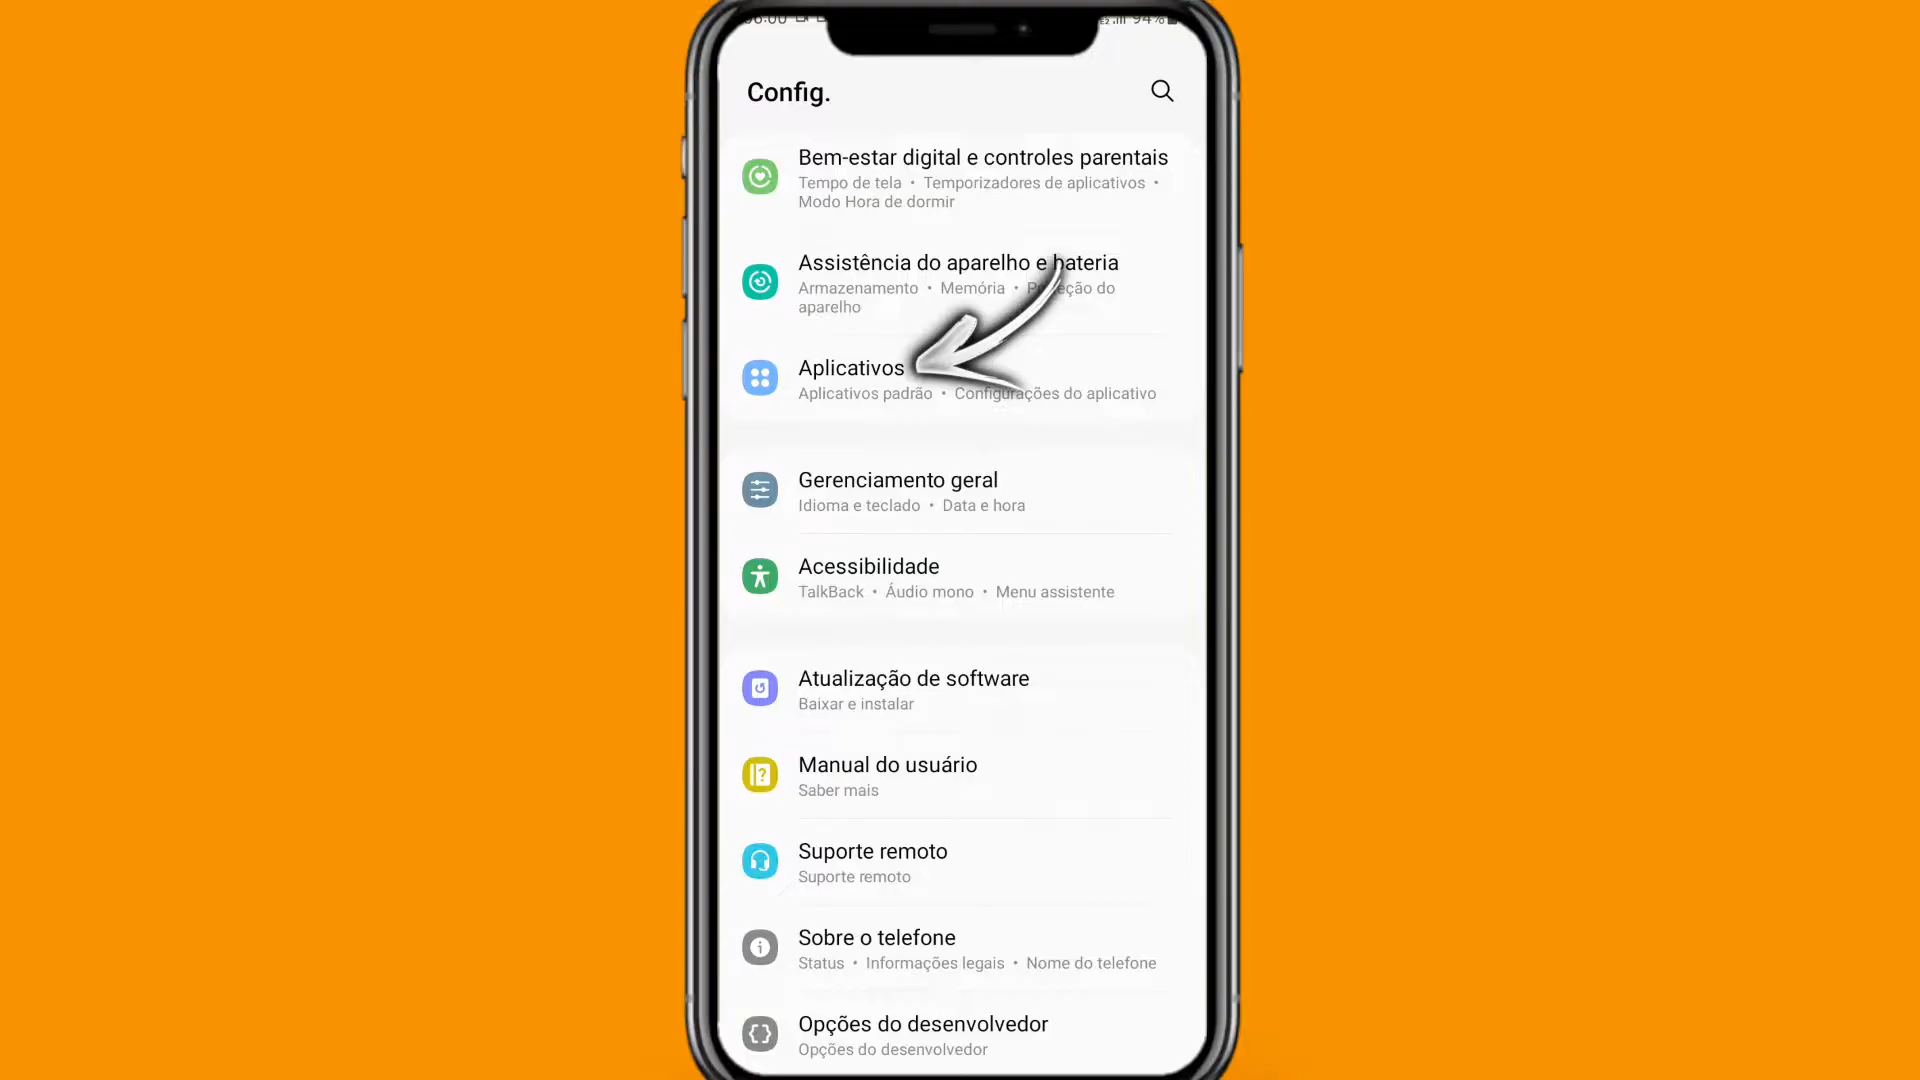 94%
Config.
Bem-estar digital e controles parentais
Tempo de tela • Temporizadores de aplicativos •
Modo Hora de dormir
Assistência do aparelho e bateria
Armazenamento • Memória • Proteção do
aparelho
Aplicativos
Aplicativos padrão • Configurações do aplicativo
Gerenciamento geral
Idioma e teclado • Data e hora
Acessibilidade
TalkBack • Áudio mono • Menu assistente
Atualização de software
Baixar e instalar
Manual do usuário
Saber mais
Suporte remoto
Suporte remoto
Sobre o telefone
Status • Informações legais • Nome do telefone
Opções do desenvolvedor
Opções do desenvolvedor